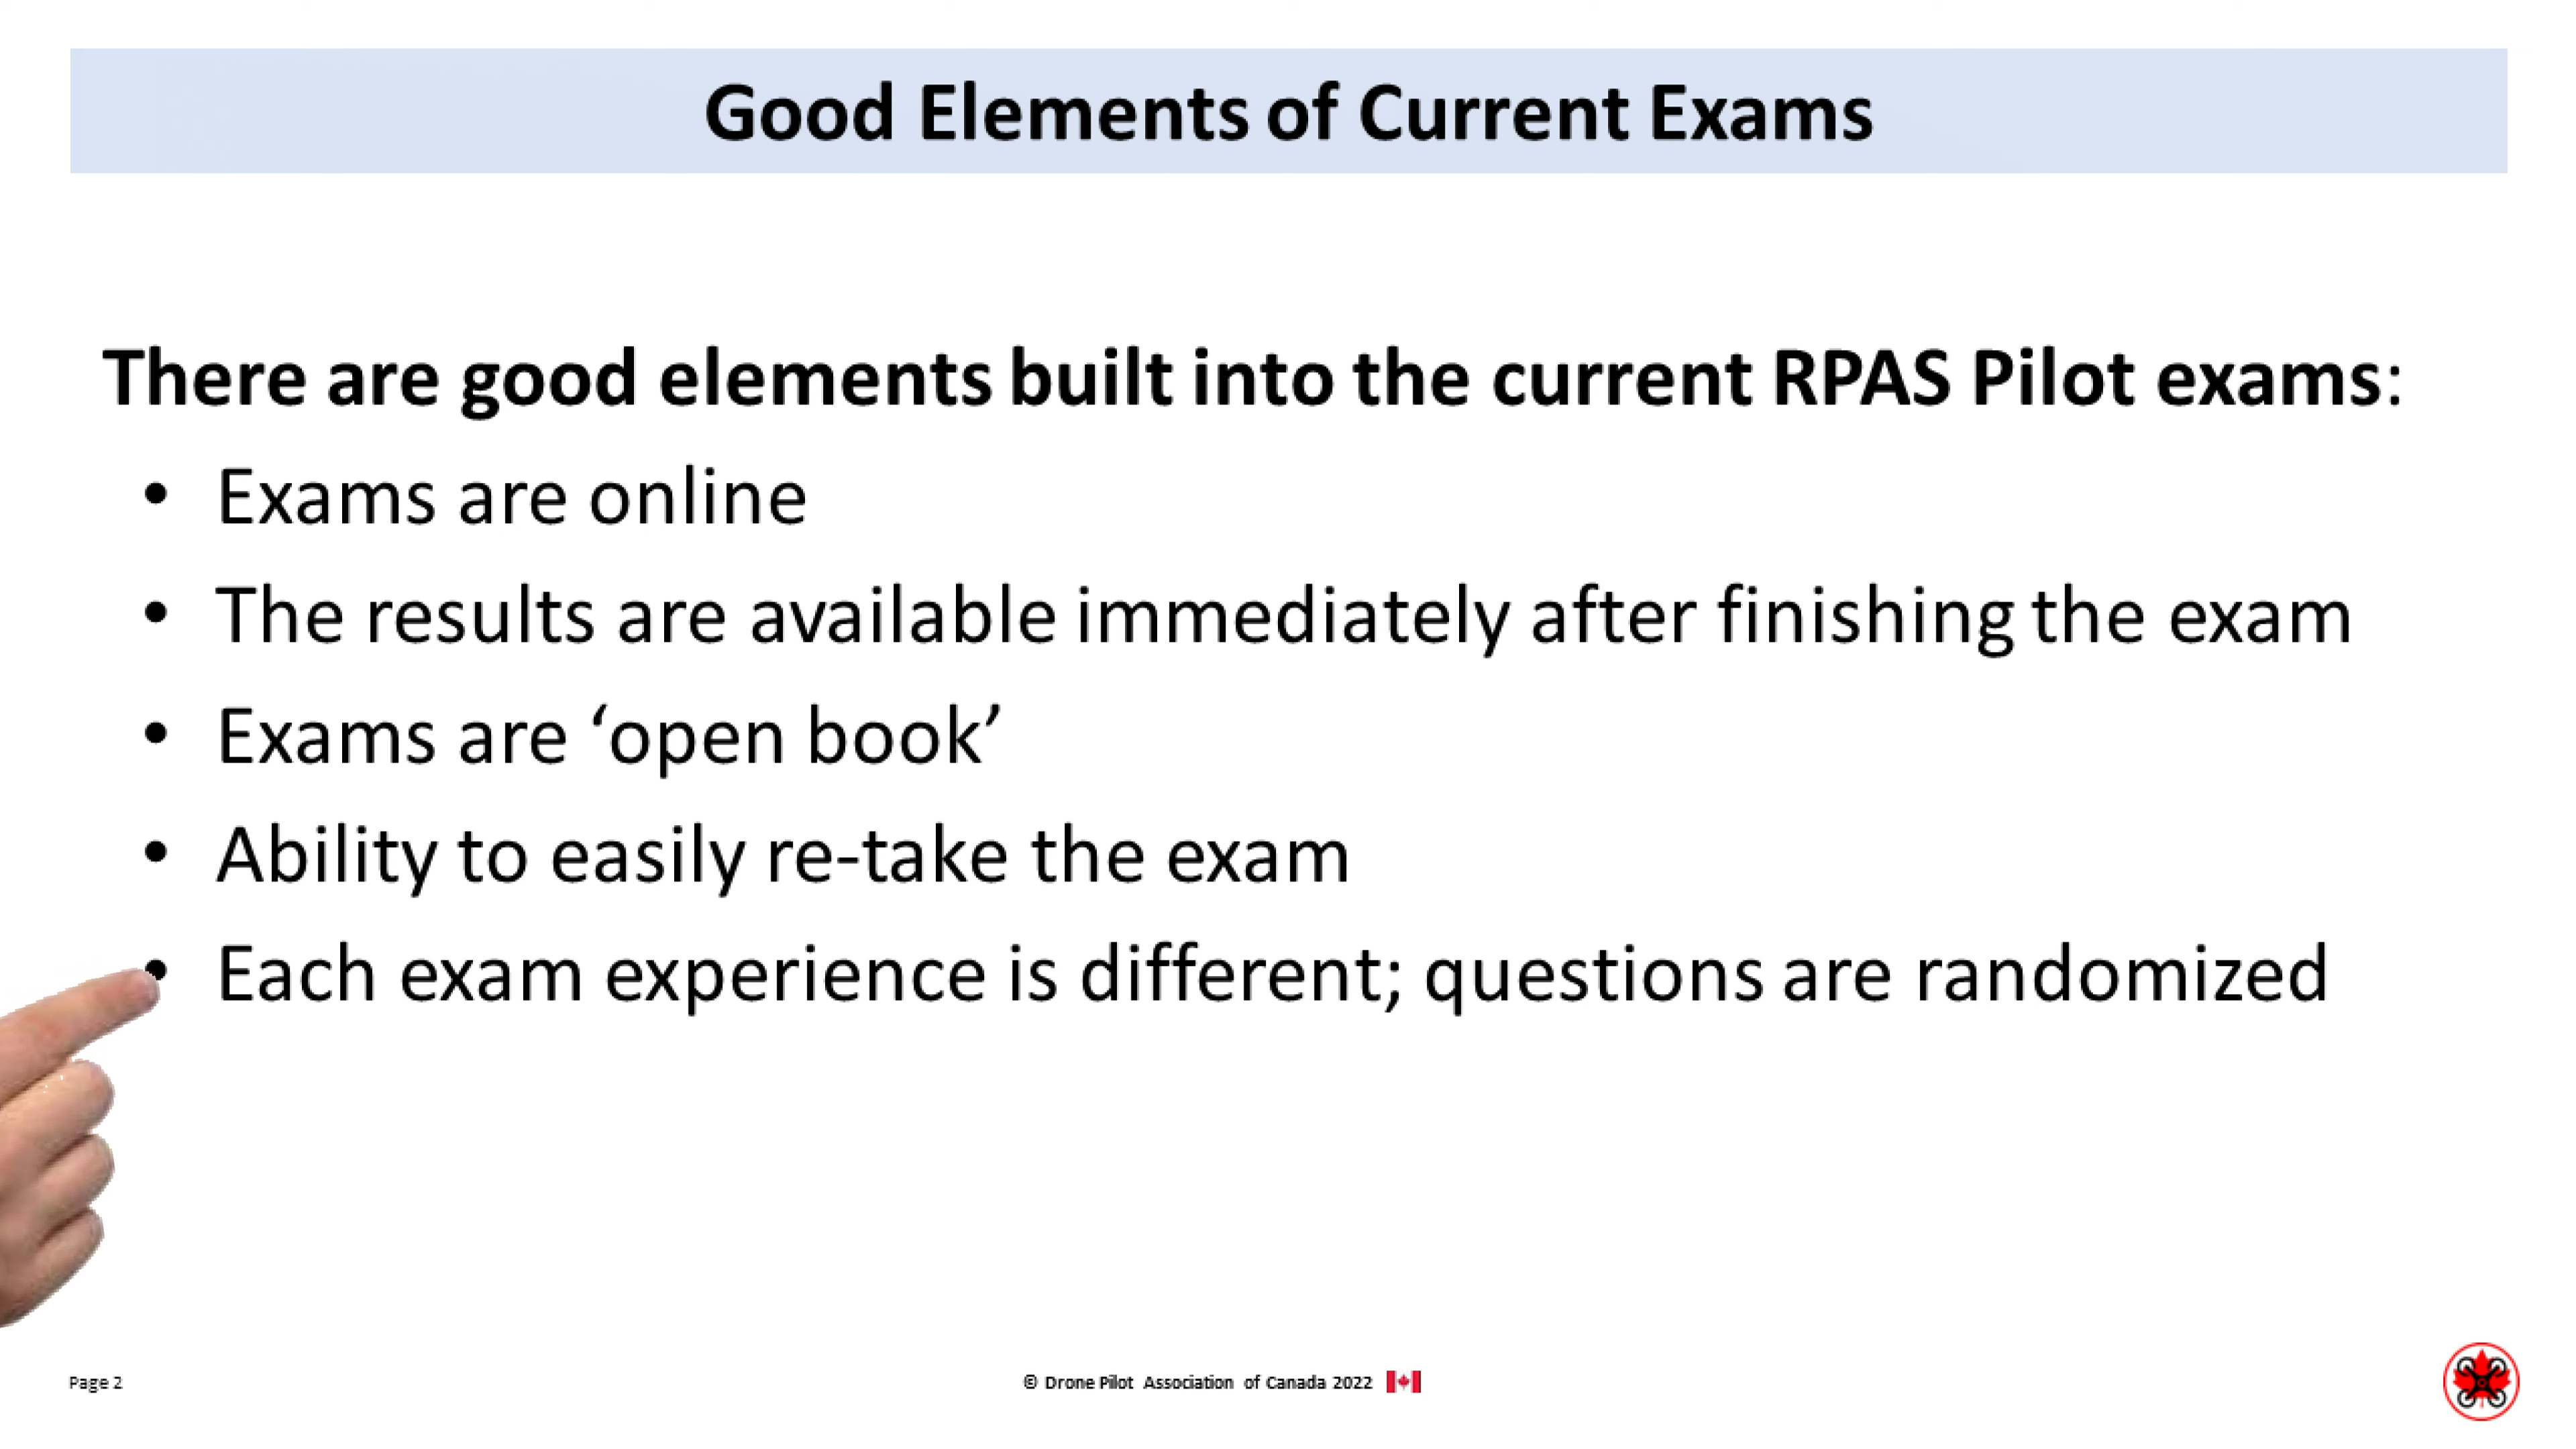 Good Elements of Current Exams
There are good elements built into the current RPAS Pilot exams:
• Exams are online
• The results are available immediately after finishing the exam
• Exams are ‘open book’
• Ability to easily re-take the exam
• Each exam experience is different; questions are randomized
Page 2
© Drone Pilot Association of Canada 2022